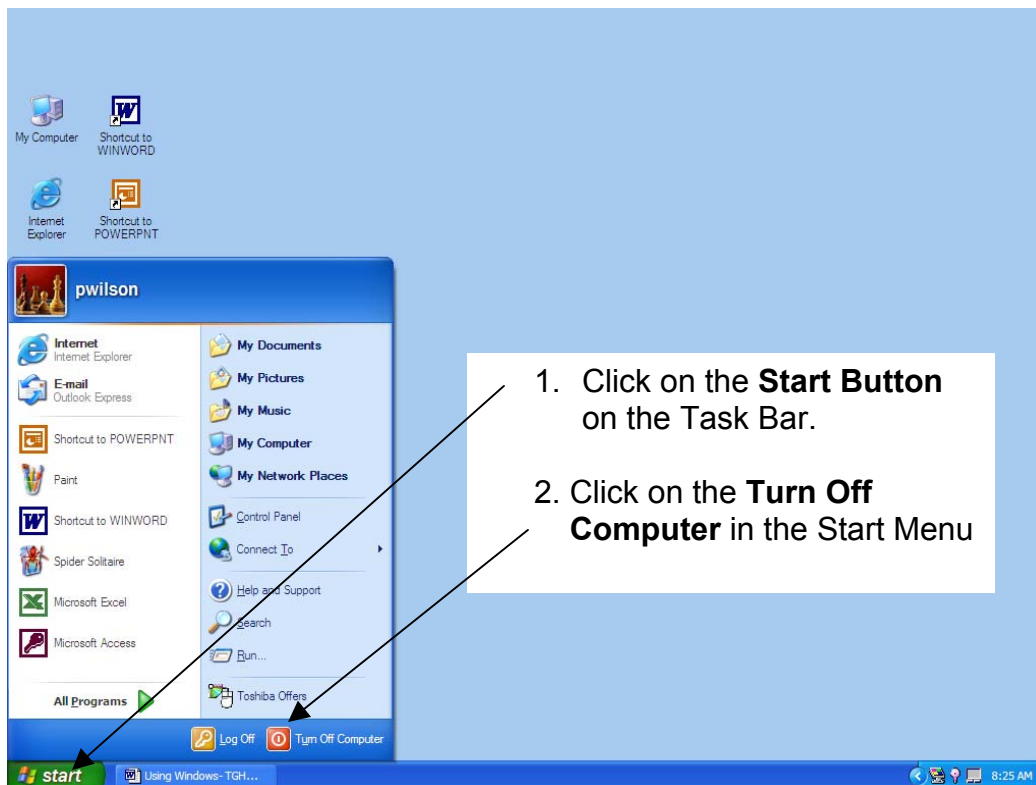 My Computer
Shortcut to
WINWORD
Internet
Explorer
Shortcut to
POWERPNT
pwilson
Internet
Internet Explorer
E-mail
Outlook Express
Shortcut to POWERPNT
Paint
Shortcut to WINWORD
Spider Solitaire
Microsoft Excel
Microsoft Access
All Programs
My Documents
My Pictures
My Music
My Computer
My Network Places
Control Panel
Connect To
Help and Support
Search
Run...
Toshiba Offers
Log Off
Turn Off Computer
1. Click on the Start Button
on the Task Bar.
2. Click on the Turn Off
Computer in the Start Menu
start
Using Windows- TGH...
8:25 AM